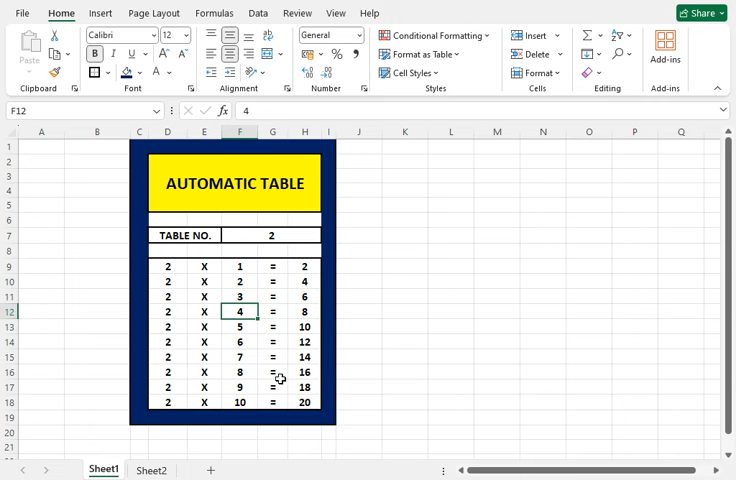 File Home Insert Page Layout Formulas Data Review View Help Share
Calibri 12 General Conditional Formatting Insert
Paste B I U Format as Table Delete Add-ins
A Cell Styles Format
Clipboard Font Alignment Number Styles Cells Editing Add-ins
F12 fx 4
A B C D E F G H I J K L M N O P Q
1
2
3
4 AUTOMATIC TABLE
5
6
7 TABLE NO. 2
8
9 2 X 1 = 2
10 2 X 2 = 4
11 2 X 3 = 6
12 2 X 4 = 8
13 2 X 5 = 10
14 2 X 6 = 12
15 2 X 7 = 14
16 2 X 8 = 16
17 2 X 9 = 18
18 2 X 10 = 20
19
20
21
Sheet1 Sheet2